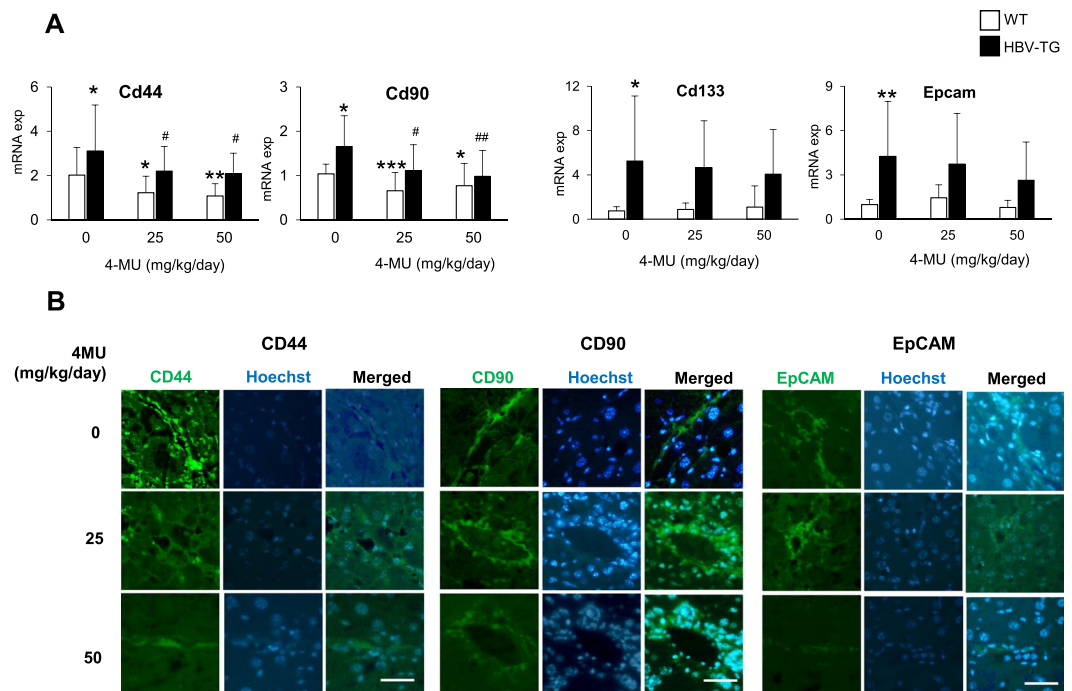 A
WT
HBV-TG
Cd44
mRNA exp
6
4
2
0
*
*
#
**
#
0 25 50
4-MU (mg/kg/day)
Cd90
mRNA exp
3
2
1
0
*
***
#
*
##
0 25 50
4-MU (mg/kg/day)
Cd133
mRNA exp
12
8
4
0
*
0 25 50
4-MU (mg/kg/day)
Epcam
mRNA exp
9
6
3
0
**
0 25 50
4-MU (mg/kg/day)
B
4MU
(mg/kg/day)
CD44 CD90 EpCAM
CD44 Hoechst Merged CD90 Hoechst Merged EpCAM Hoechst Merged
0
25
50